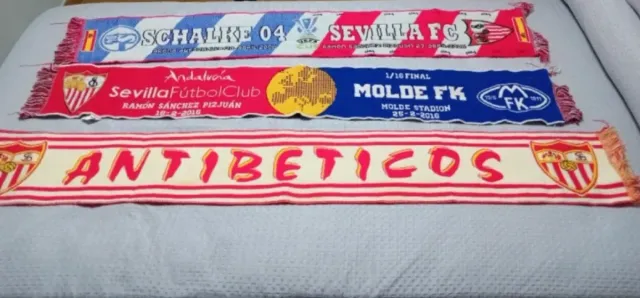 SCHALKE 04
SEVILLA FC
Andalucía
SevillaFútbolClub
RAMÓN SÁNCHEZ PIZJUÁN
18-2-2016
1/16 FINAL
MOLDE FK
MOLDE STADION
25-2-2016
M
FK
ANTIBETICOS